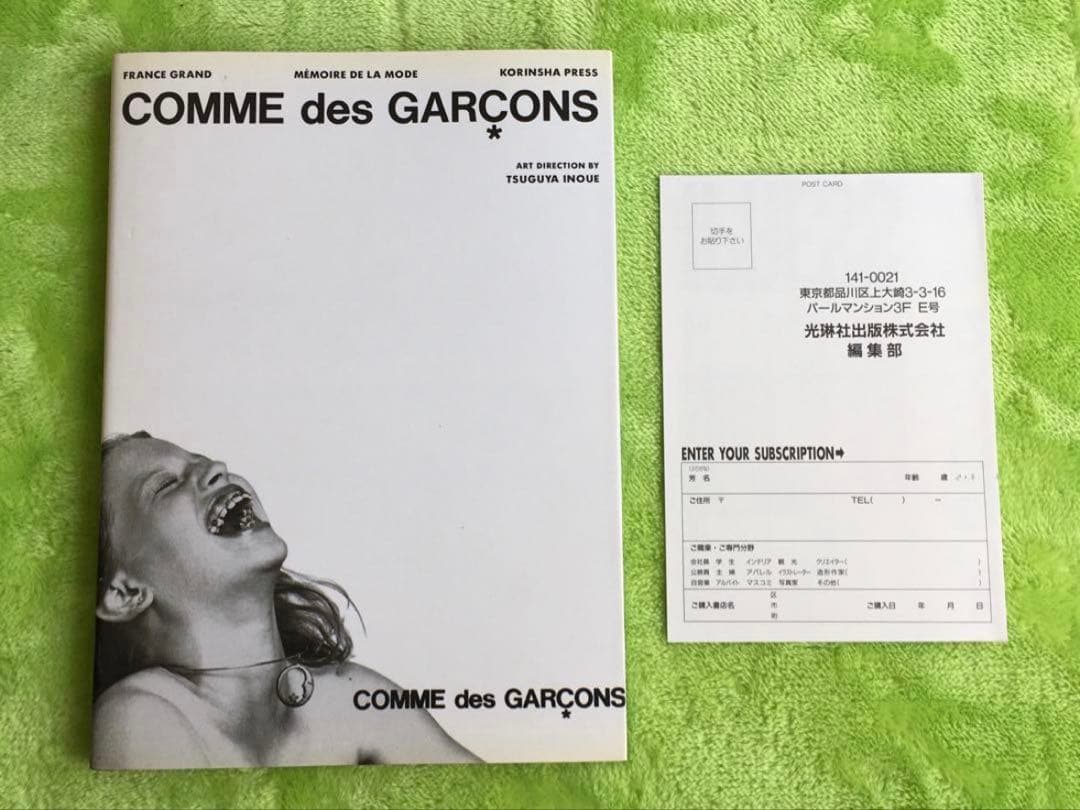 FRANCE GRAND MÉMOIRE DE LA MODE KORINSHA PRESS
COMME des GARÇONS
*
ART DIRECTION BY
TSUGUYA INOUE
COMME des GARÇONS
*
POST CARD
切手を
お貼り下さい
141-0021
東京都品川区上大崎3-3-16
パールマンション3F E号
光琳社出版株式会社
編集部
ENTER YOUR SUBSCRIPTION➡
芳名 年齢 歳 ♂・♀
ご住所 〒 TEL( ) −
ご職業・ご専門分野
会社員 学生 インテリア 観光 クリエイター( )
公務員 主婦 アパレル イラストレーター 造形作家( )
自営業 アルバイト マスコミ 写真家 その他( )
ご購入書店名 区 市 町 ご購入日 年 月 日